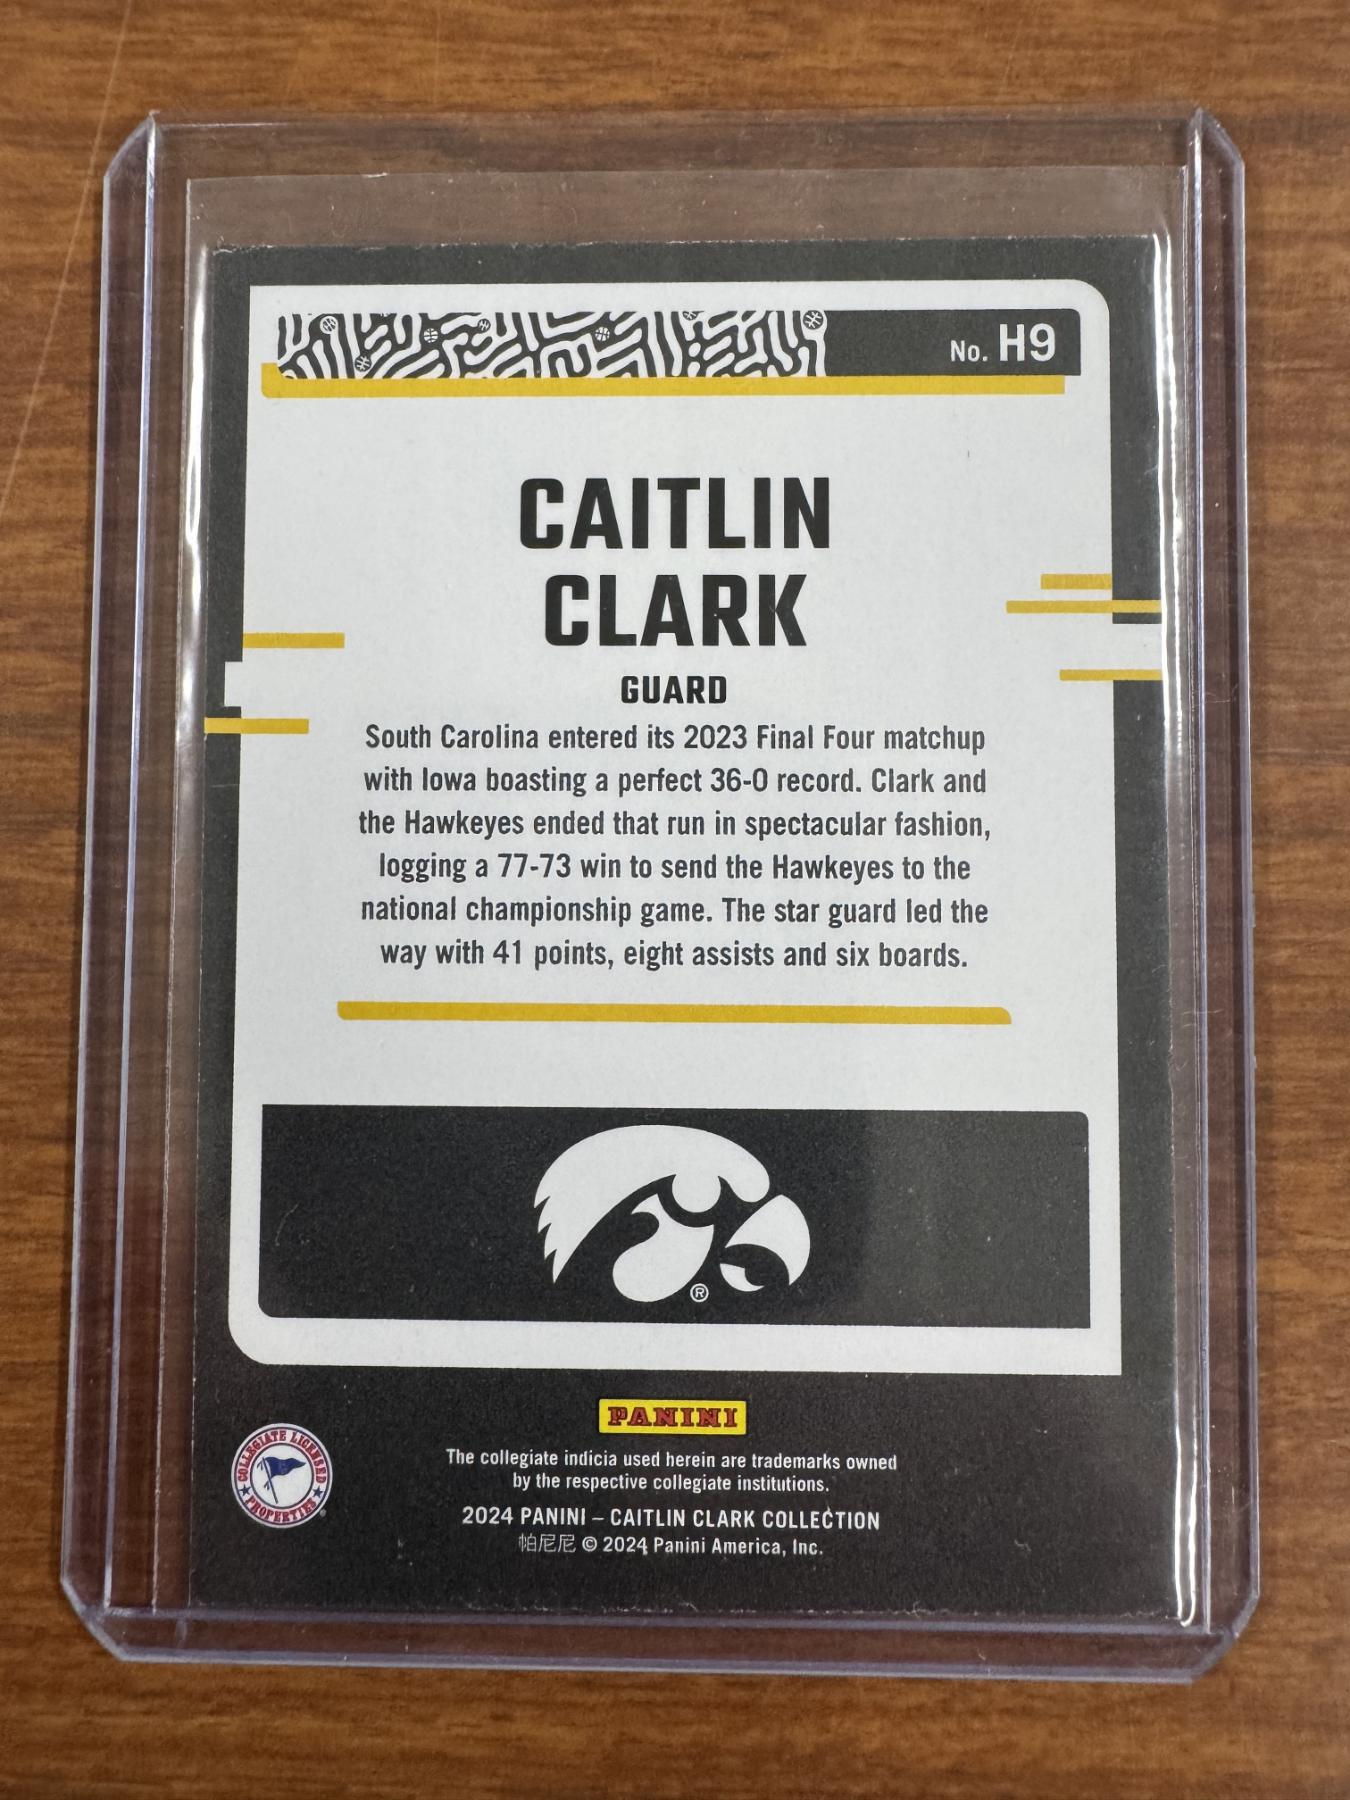 No. H9
CAITLIN
CLARK
GUARD
South Carolina entered its 2023 Final Four matchup
with Iowa boasting a perfect 36-0 record. Clark and
the Hawkeyes ended that run in spectacular fashion,
logging a 77-73 win to send the Hawkeyes to the
national championship game. The star guard led the
way with 41 points, eight assists and six boards.
®
PANINI
COLLEGIATE LICENSED
PROPERTIES
The collegiate indicia used herein are trademarks owned
by the respective collegiate institutions.
2024 PANINI – CAITLIN CLARK COLLECTION
帕尼尼 © 2024 Panini America, Inc.